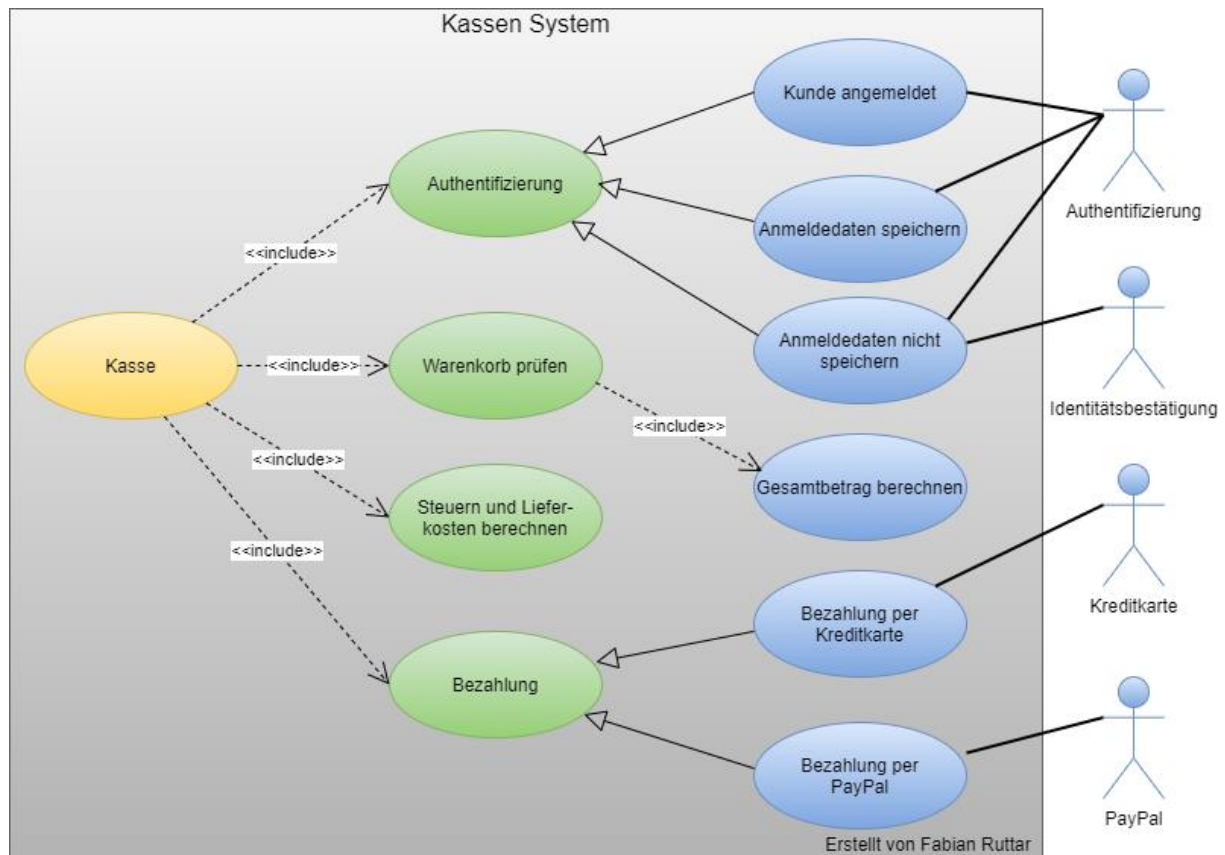 Kassen System
Kunde angemeldet
Authentifizierung
Anmeldedaten speichern
Authentifizierung
<<include>>
Kasse
<<include>>
Warenkorb prüfen
Anmeldedaten nicht
speichern
Identitätsbestätigung
<<include>>
<<include>>
Steuern und Liefer-
kosten berechnen
Gesamtbetrag berechnen
<<include>>
Kreditkarte
Bezahlung per
Kreditkarte
Bezahlung
Bezahlung per
PayPal
PayPal
Erstellt von Fabian Ruttar